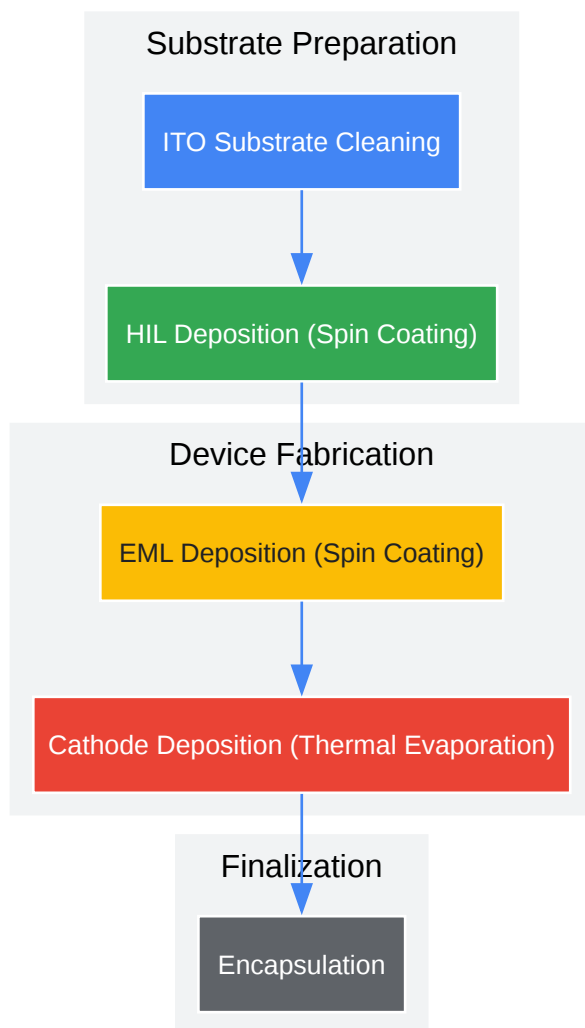 Substrate Preparation
ITO Substrate Cleaning
HIL Deposition (Spin Coating)
Device Fabrication
EML Deposition (Spin Coating)
Cathode Deposition (Thermal Evaporation)
Finalization
Encapsulation